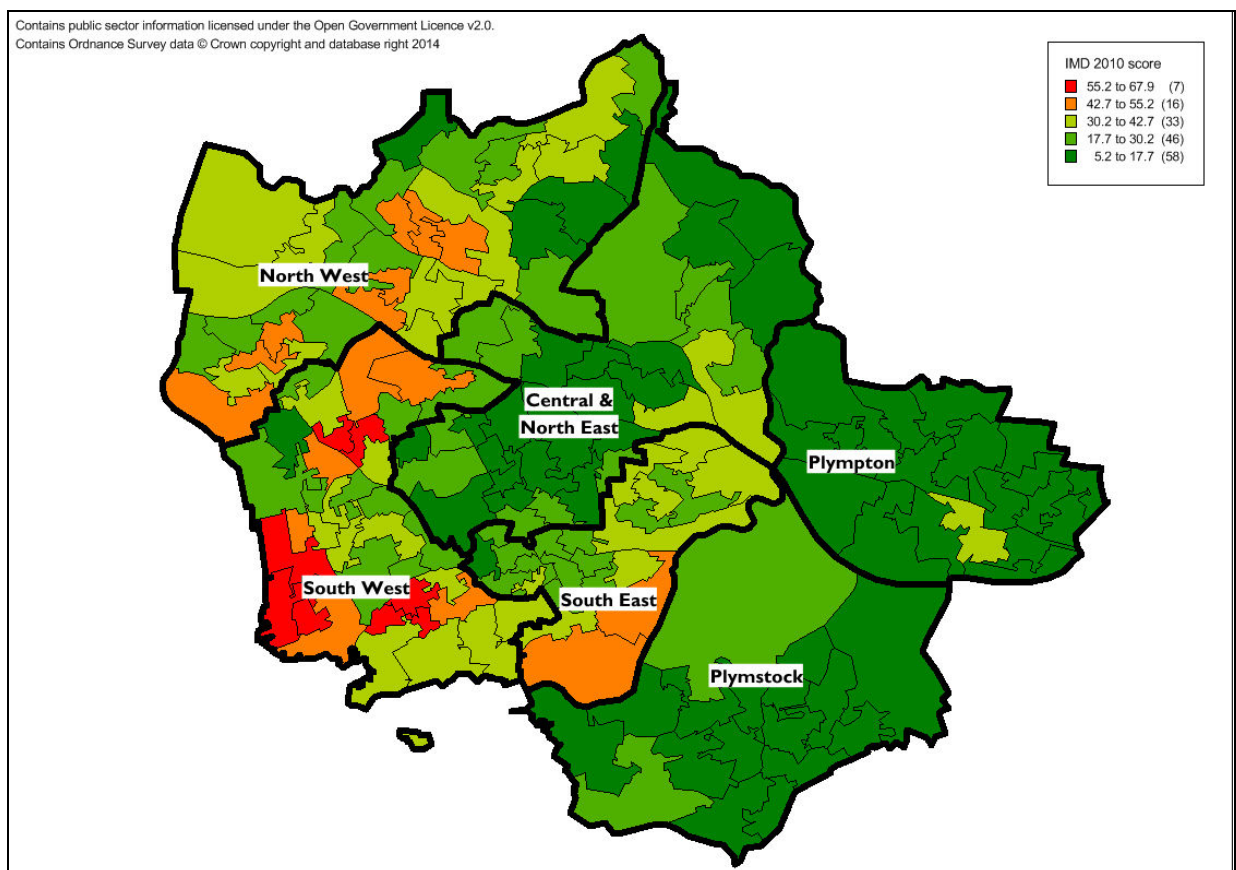 Contains public sector information licensed under the Open Government Licence v2.0.
Contains Ordnance Survey data © Crown copyright and database right 2014
IMD 2010 score
55.2 to 67.9 (7)
42.7 to 55.2 (16)
30.2 to 42.7 (33)
17.7 to 30.2 (46)
5.2 to 17.7 (58)
North West
Central &
North East
Plympton
South West
South East
Plymstock